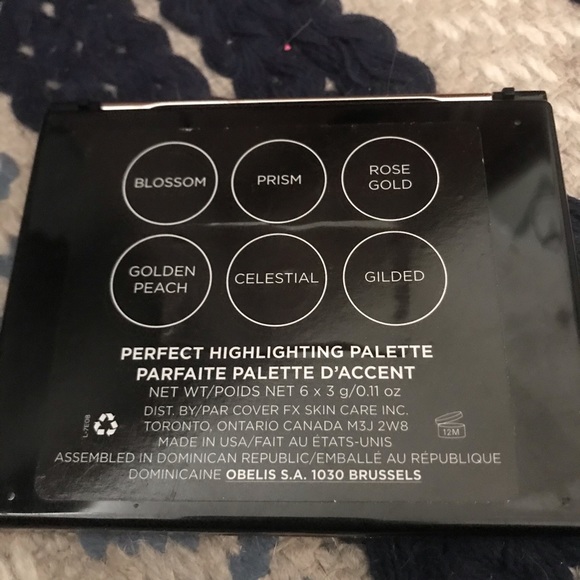 BLOSSOM
PRISM
ROSE
GOLD
GOLDEN
PEACH
CELESTIAL
GILDED
PERFECT HIGHLIGHTING PALETTE
PARFAITE PALETTE D'ACCENT
NET WT/POIDS NET 6 x 3 g/0.11 oz
DIST. BY/PAR COVER FX SKIN CARE INC.
TORONTO, ONTARIO CANADA M3J 2W8
MADE IN USA/FAIT AU ÉTATS-UNIS
ASSEMBLED IN DOMINICAN REPUBLIC/EMBALLÉ AU RÉPUBLIQUE
DOMINICAINE OBELIS S.A. 1030 BRUSSELS
12M